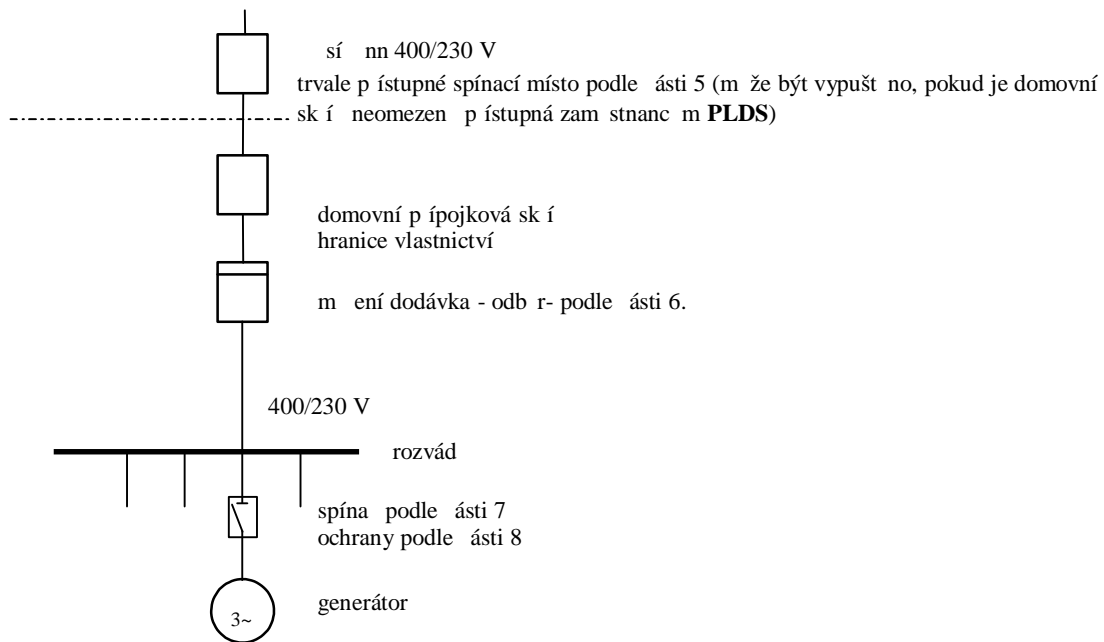 sí nn 400/230 V
trvale p ístupné spínací místo podle ásti 5 (m že být vypušt no, pokud je domovní
sk í neomezen p ístupná zam stnanc m PLDS)
domovní p ípojková sk í
hranice vlastnictví
m ení dodávka - odb r- podle ásti 6.
400/230 V
rozvád
spína podle ásti 7
ochrany podle ásti 8
generátor
3~